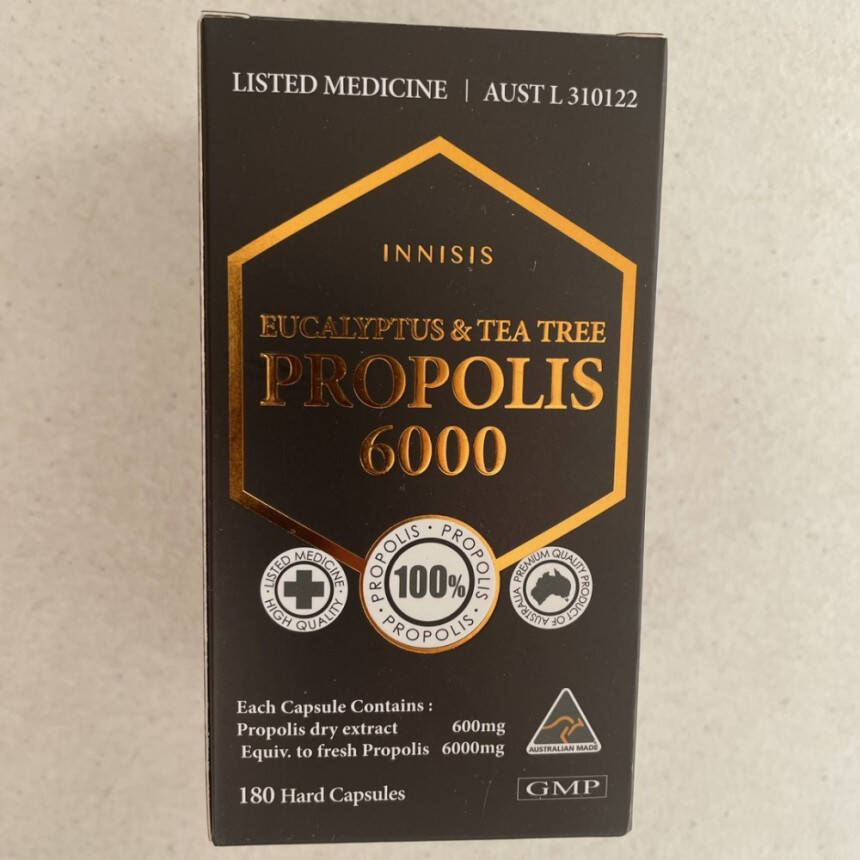 LISTED MEDICINE | AUST L 310122
INNISIS
EUCALYPTUS & TEA TREE
PROPOLIS
6000
· LISTED MEDICINE · HIGH QUALITY
PROPOLIS · PROPOLIS · PROPOLIS ·
100%
PREMIUM QUALITY PRODUCT OF AUSTRALIA
Each Capsule Contains :
Propolis dry extract 600mg
Equiv. to fresh Propolis 6000mg
AUSTRALIAN MADE
180 Hard Capsules
GMP